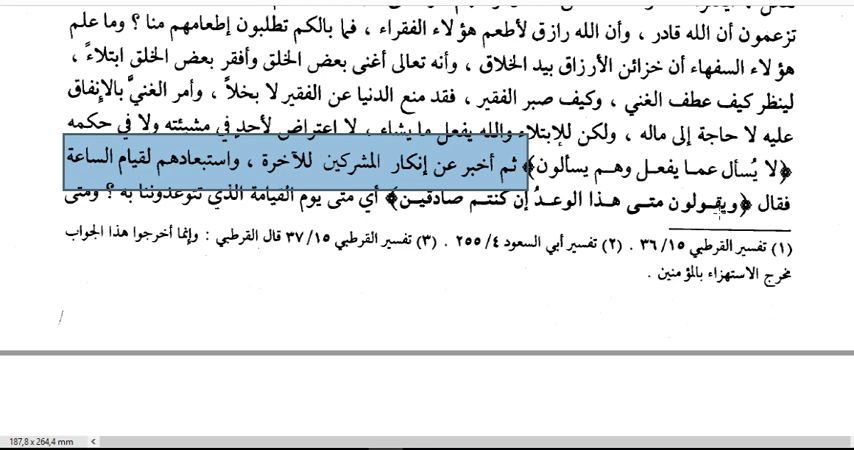 تزعمون أن الله قادر ، وأن الله رازق لأطعم هؤلاء الفقراء ، فما بالكم تطلبون إطعامهم منا ؟ وما علم
هؤلاء السفهاء أن خزائن الأرزاق بيد الخلاق ، وأنه تعالى أغنى بعض الخلق وأفقر بعض الخلق ابتلاءً ،
لينظر كيف عطف الغني ، وكيف صبر الفقير ، فقد منع الدنيا عن الفقير لا بخلاً ، وأمر الغنيَّ بالإنفاق
عليه لا حاجة إلى ماله ، ولكن للإبتلاء والله يفعل ما يشاء ، لا اعتراض لأحدٍ في مشيئته ولا في حكمه
﴿لا يُسأل عما يفعل وهم يسألون﴾ ثم أخبر عن إنكار المشركين للآخرة ، واستبعادهم لقيام الساعة
فقال ﴿ويقولون متى هذا الوعدُ إن كنتم صادقين﴾ أي متى يوم القيامة الذي تتوعدوننا به ؟ ومتى
(١) تفسير القرطبي ٣٦/١٥ . (٢) تفسير أبي السعود ٢٥٥/٤ . (٣) تفسير القرطبي ٣٧/١٥ قال القرطبي : وإنما أخرجوا هذا الجواب
مخرج الاستهزاء بالمؤمنين .
187,8 x 264,4 mm